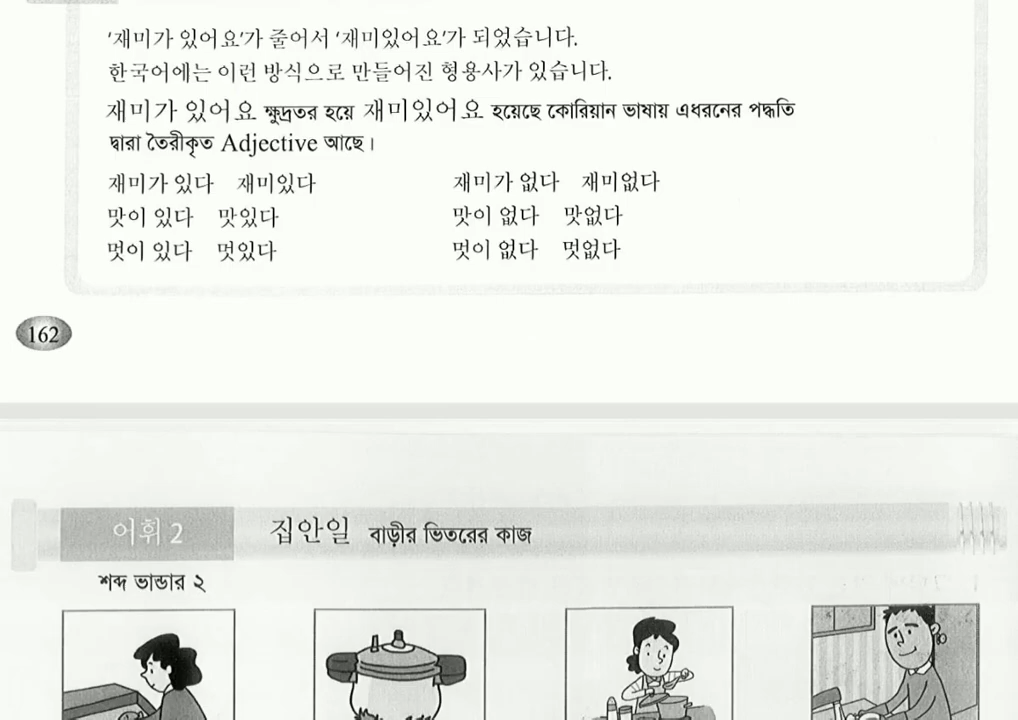 '재미가 있어요'가 줄어서 '재미있어요'가 되었습니다.
한국어에는 이런 방식으로 만들어진 형용사가 있습니다.
재미가 있어요 ক্ষুদ্রতর হয়ে 재미있어요 হয়েছে কোরিয়ান ভাষায় এধরনের পদ্ধতি
দ্বারা তৈরীকৃত Adjective আছে।
재미가 있다 재미있다 재미가 없다 재미없다
맛이 있다 맛있다 맛이 없다 맛없다
멋이 있다 멋있다 멋이 없다 멋없다
162
어휘 2 집안일 বাড়ীর ভিতরের কাজ
শব্দ ভান্ডার ২